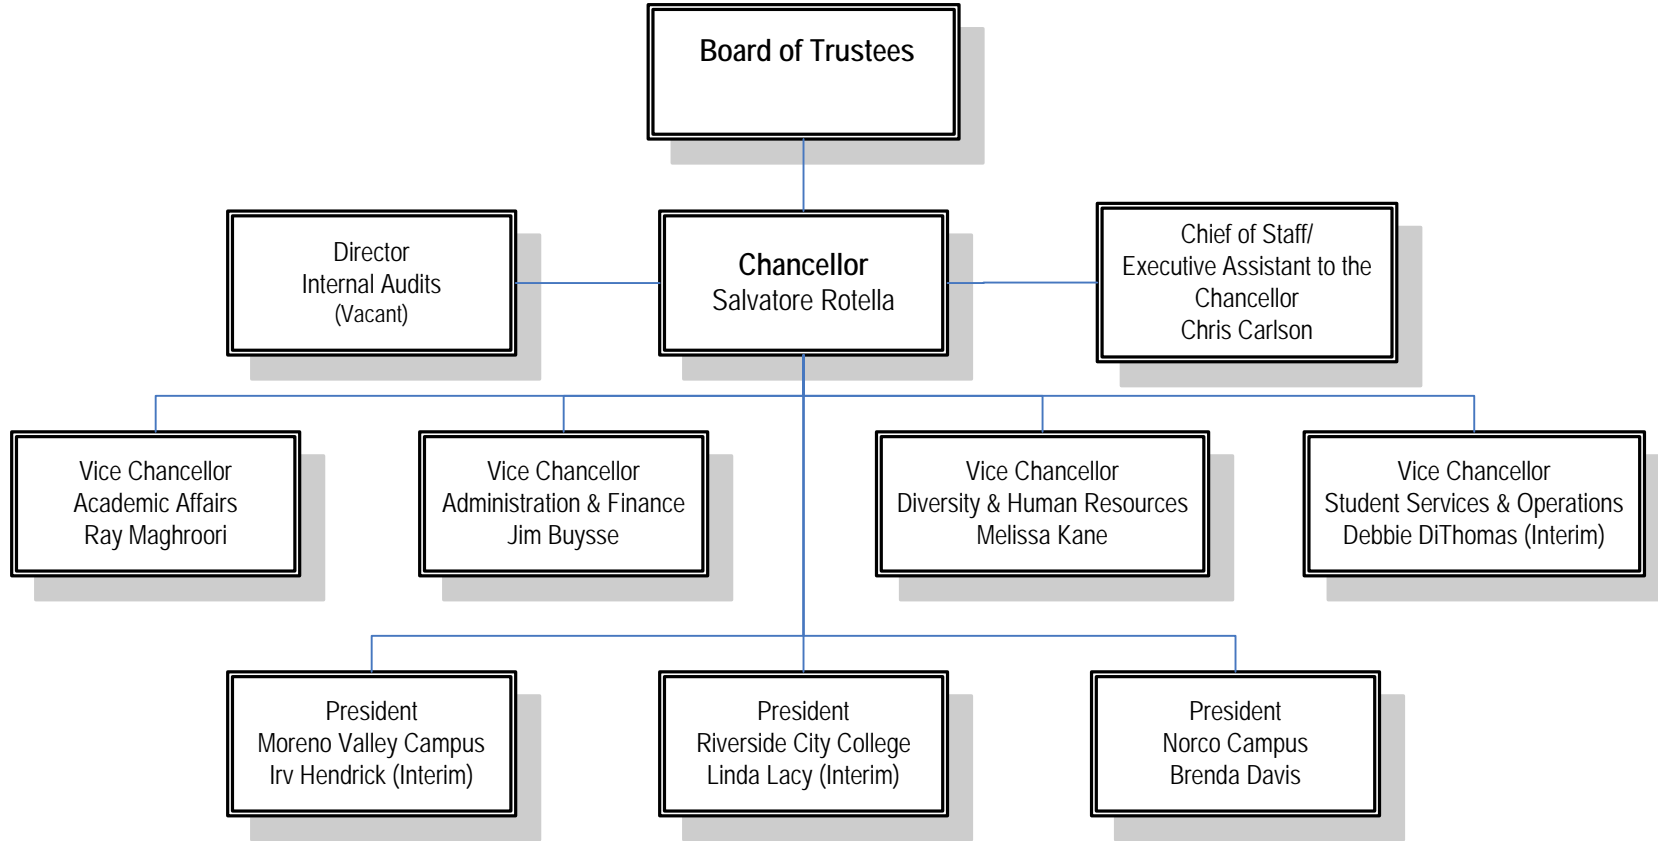 Board of Trustees
Director
Internal Audits
(Vacant)
Chancellor
Salvatore Rotella
Chief of Staff/
Executive Assistant to the
Chancellor
Chris Carlson
Vice Chancellor
Academic Affairs
Ray Maghroori
Vice Chancellor
Administration & Finance
Jim Buysse
Vice Chancellor
Diversity & Human Resources
Melissa Kane
Vice Chancellor
Student Services & Operations
Debbie DiThomas (Interim)
President
Moreno Valley Campus
Irv Hendrick (Interim)
President
Riverside City College
Linda Lacy (Interim)
President
Norco Campus
Brenda Davis